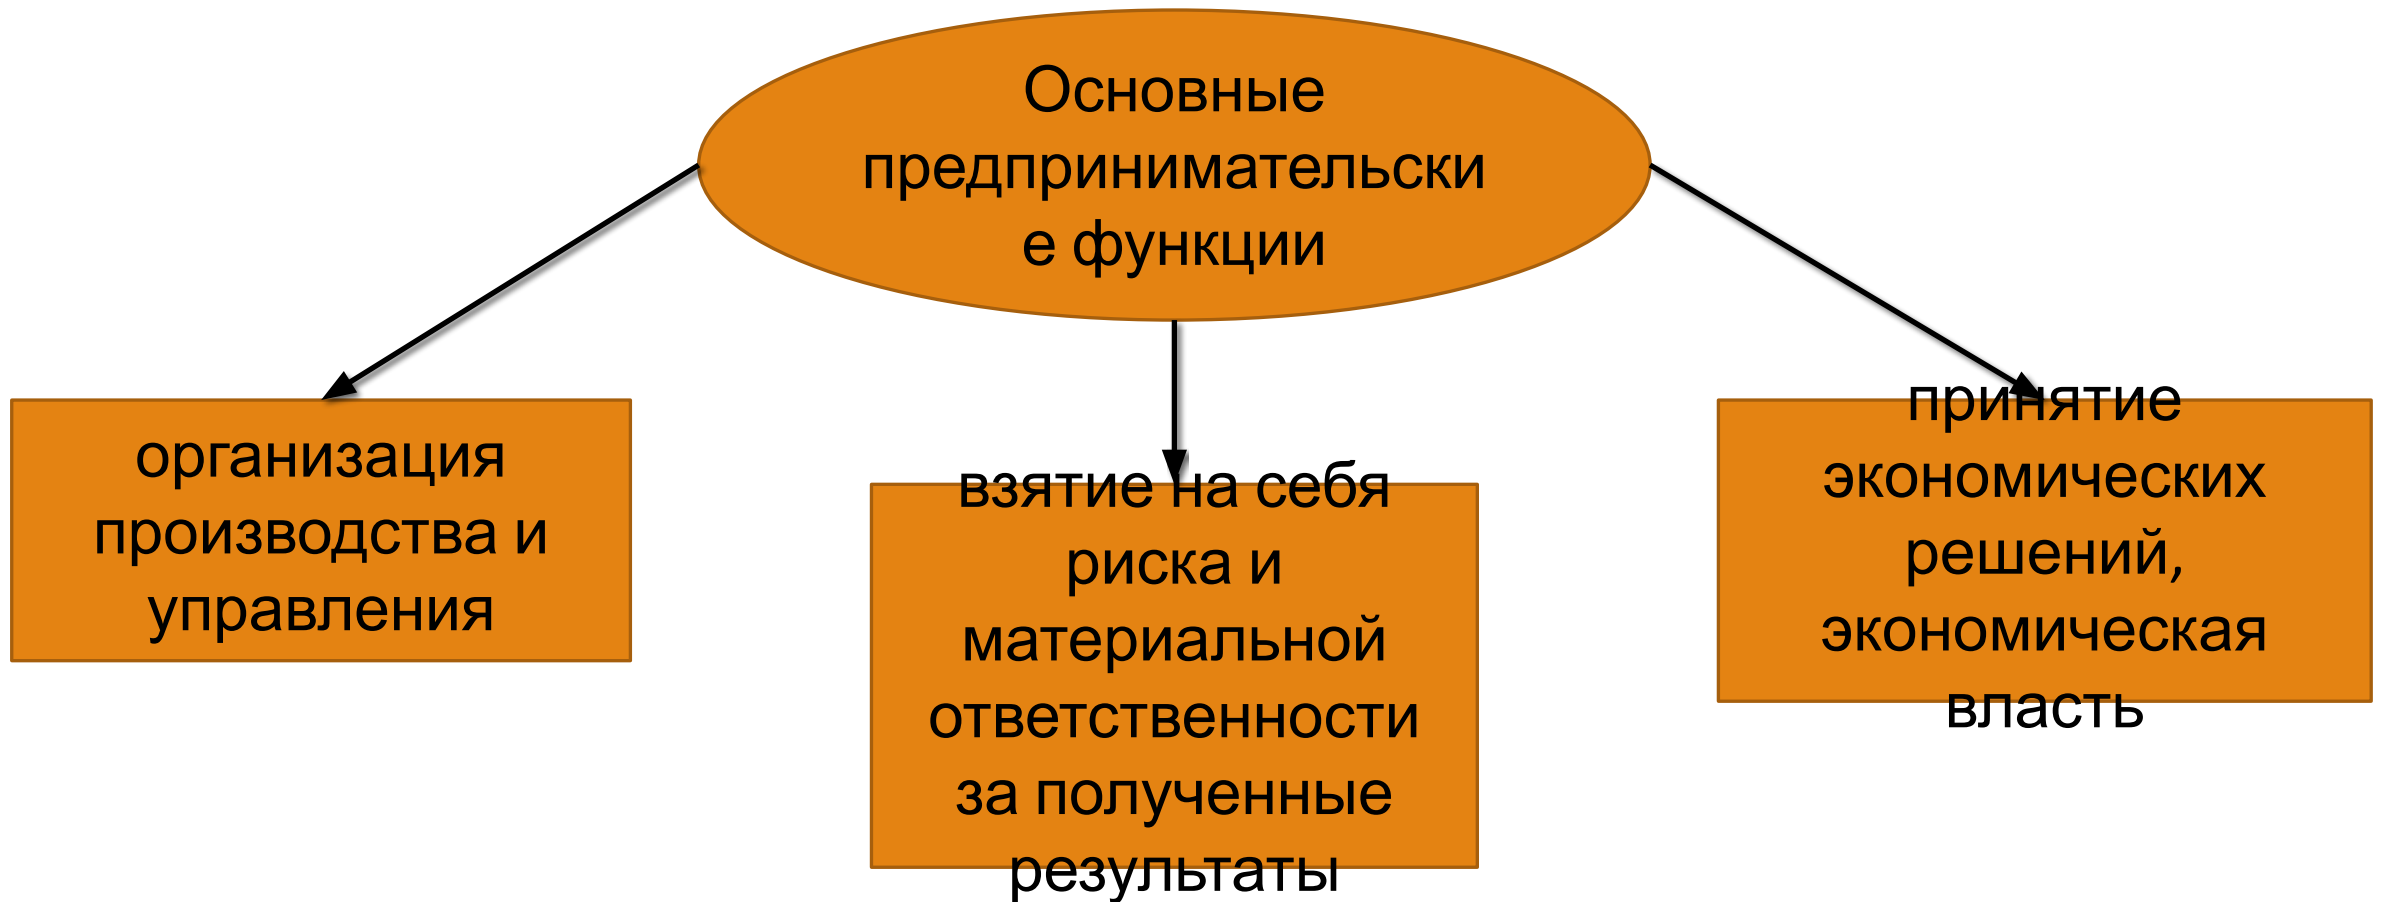 Основные
предпринимательски
е функции
организация
производства и
управления
взятие на себя
риска и
материальной
ответственности
за полученные
результаты
принятие
экономических
решений,
экономическая
власть